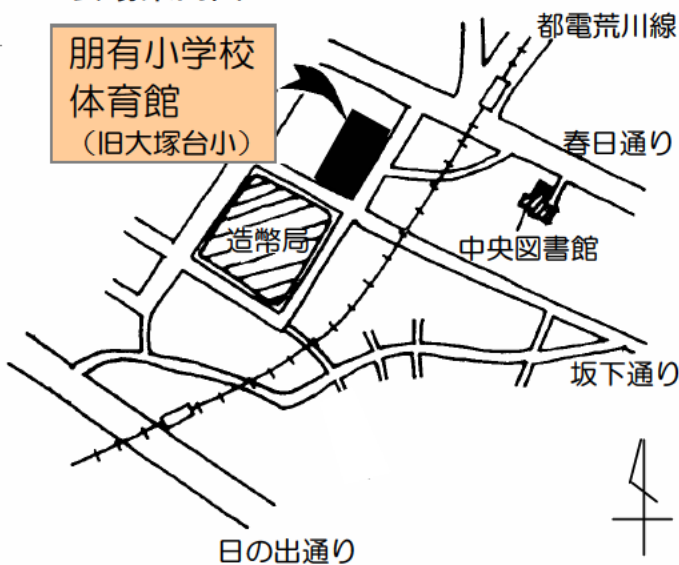 都電荒川線
朋有小学校
体育館
（旧大塚台小）
春日通り
造幣局
中央図書館
坂下通り
日の出通り